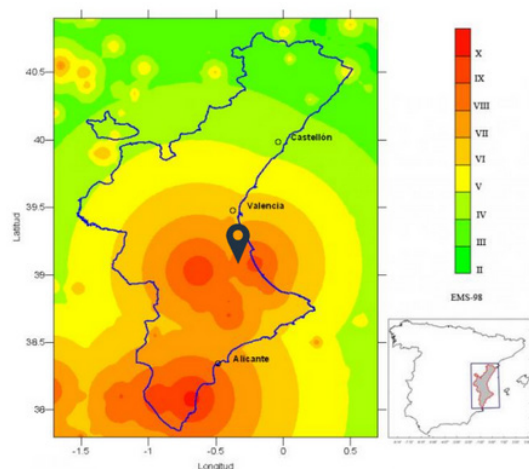 40.5
40
39.5
39
38.5
38
Latitud
Castellón
Valencia
Alicante
-1.5
-1
-0.5
0
0.5
Longitud
X
IX
VIII
VII
VI
V
IV
III
II
EMS-98